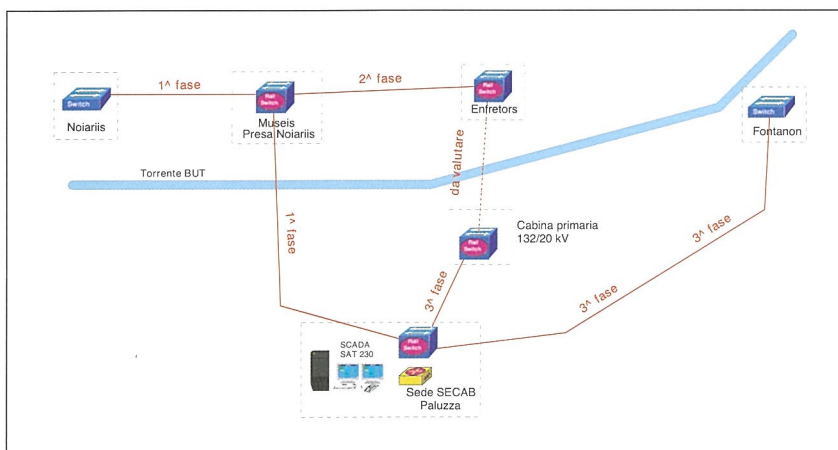 1^ fase
2^ fase
Switch
Noiariis
Rail
Switch
Museis
Presa Noiariis
Rail
Switch
Enfretors
Switch
Fontanon
Torrente BUT
da valutare
1^ fase
Cabina primaria
132/20 kV
Rail
Switch
3^ fase
3^ fase
3^ fase
SCADA
SAT 230
Rail
Switch
Sede SECAB
Paluzza